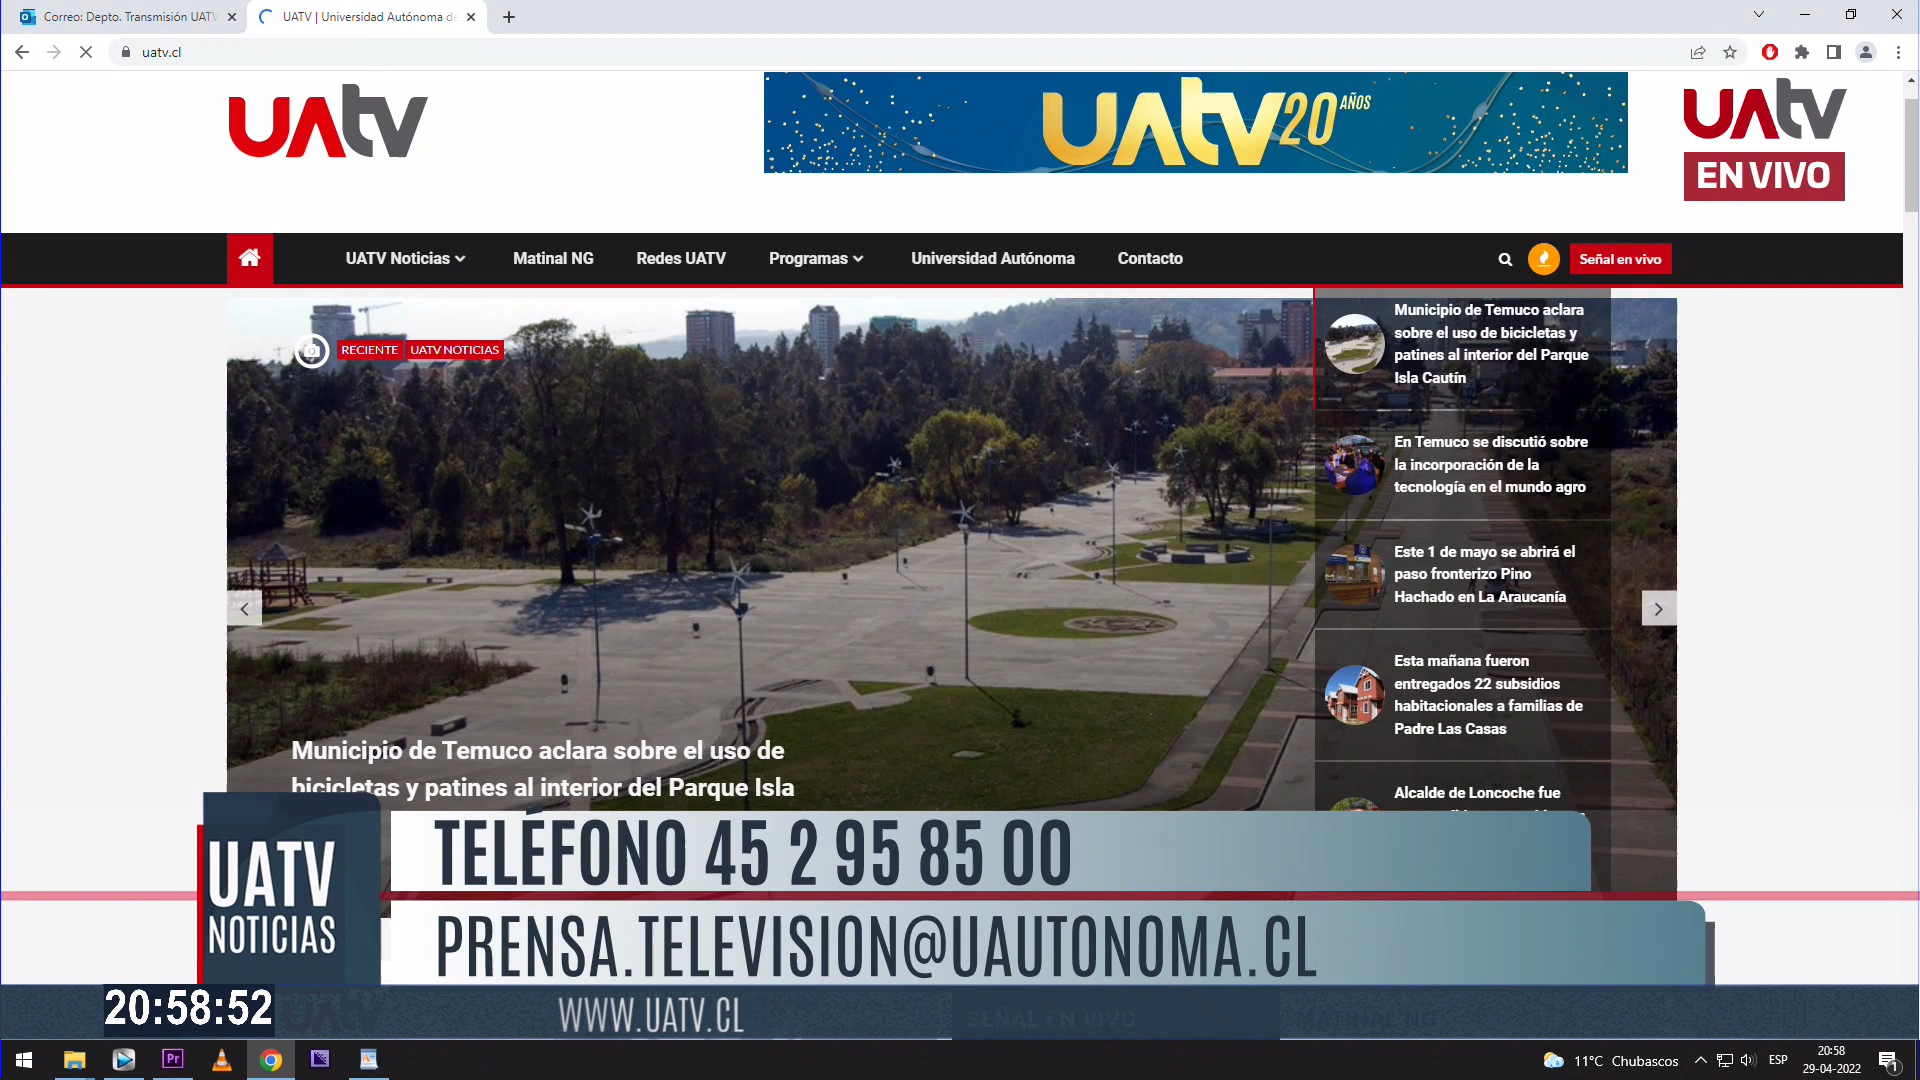 Correo: Depto. Transmisión UATV
UATV | Universidad Autónoma de
uatv.cl
UATV
UATV 20 AÑOS
UATV
EN VIVO
UATV Noticias
Matinal NG
Redes UATV
Programas
Universidad Autónoma
Contacto
Señal en vivo
RECIENTE
UATV NOTICIAS
Municipio de Temuco aclara
sobre el uso de bicicletas y
patines al interior del Parque
Isla Cautín
En Temuco se discutió sobre
la incorporación de la
tecnología en el mundo agro
Este 1 de mayo se abrirá el
paso fronterizo Pino
Hachado en La Araucanía
Esta mañana fueron
entregados 22 subsidios
habitacionales a familias de
Padre Las Casas
Alcalde de Loncoche fue
Municipio de Temuco aclara sobre el uso de
bicicletas y patines al interior del Parque Isla
UATV
NOTICIAS
TELÉFONO 45 2 95 85 00
PRENSA.TELEVISION@UAUTONOMA.CL
20:58:52
WWW.UATV.CL
SEÑAL EN VIVO
MATINAL NG
Pr
11°C Chubascos
ESP
20:58
29-04-2022
1